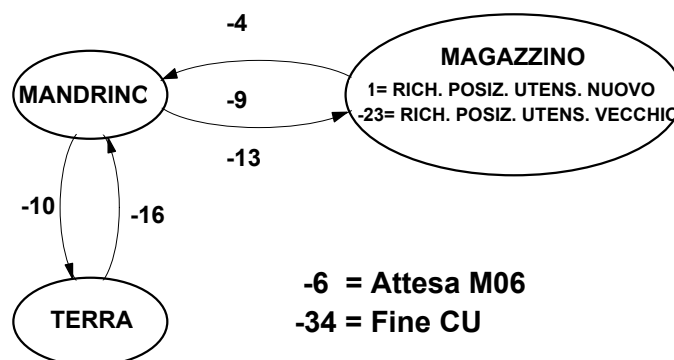 -4
MAGAZZINO
1= RICH. POSIZ. UTENS. NUOVO
-23= RICH. POSIZ. UTENS. VECCHIO
MANDRINC
-9
-13
-10
-16
-6 = Attesa M06
-34 = Fine CU
TERRA